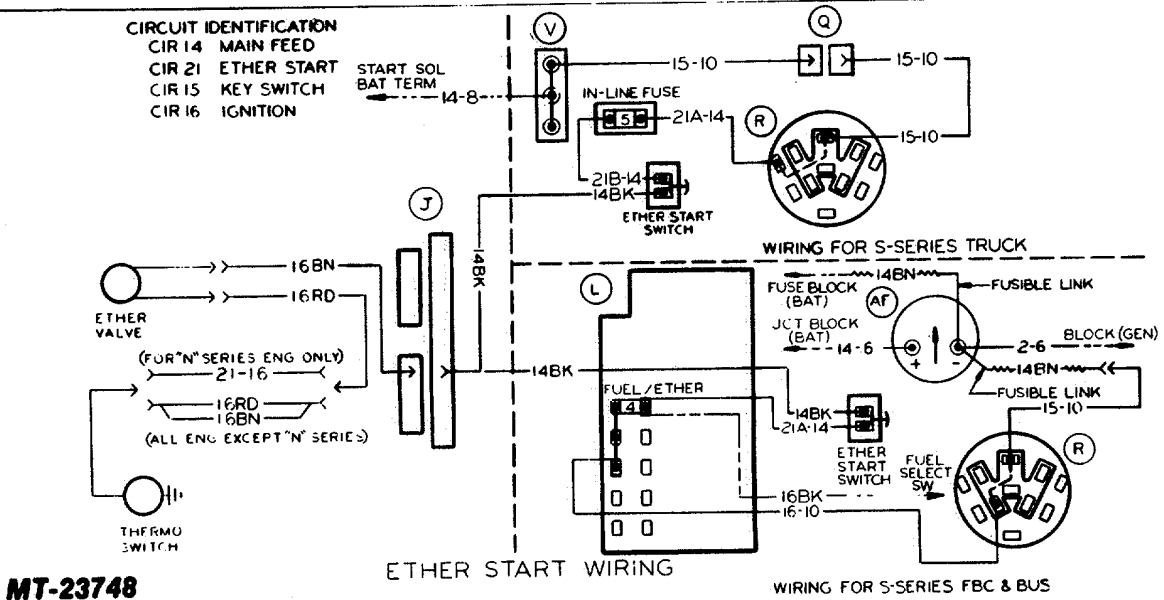 CIRCUIT IDENTIFICATION
CIR 14 MAIN FEED
CIR 21 ETHER START
CIR 15 KEY SWITCH
CIR 16 IGNITION
START SOL
BAT TERM
14-8
V
15-10
Q
15-10
IN-LINE FUSE
5
21A-14
R
15-10
21B-14
14BK
ETHER START
SWITCH
WIRING FOR S-SERIES TRUCK
J
14BK
16BN
16RD
ETHER
VALVE
(FOR "N" SERIES ENG ONLY)
21-16
16RD
16BN
(ALL ENG EXCEPT "N" SERIES)
THERMO
SWITCH
L
14BK
FUEL/ETHER
4
14BN
FUSE BLOCK
(BAT)
FUSIBLE LINK
AF
JCT BLOCK
(BAT)
14-6
+
-
2-6
BLOCK (GEN)
14BN
FUSIBLE LINK
15-10
14BK
21A-14
ETHER
START
SWITCH
FUEL
SELECT
SW
R
16BK
16-10
ETHER START WIRING
WIRING FOR S-SERIES FBC & BUS
MT-23748